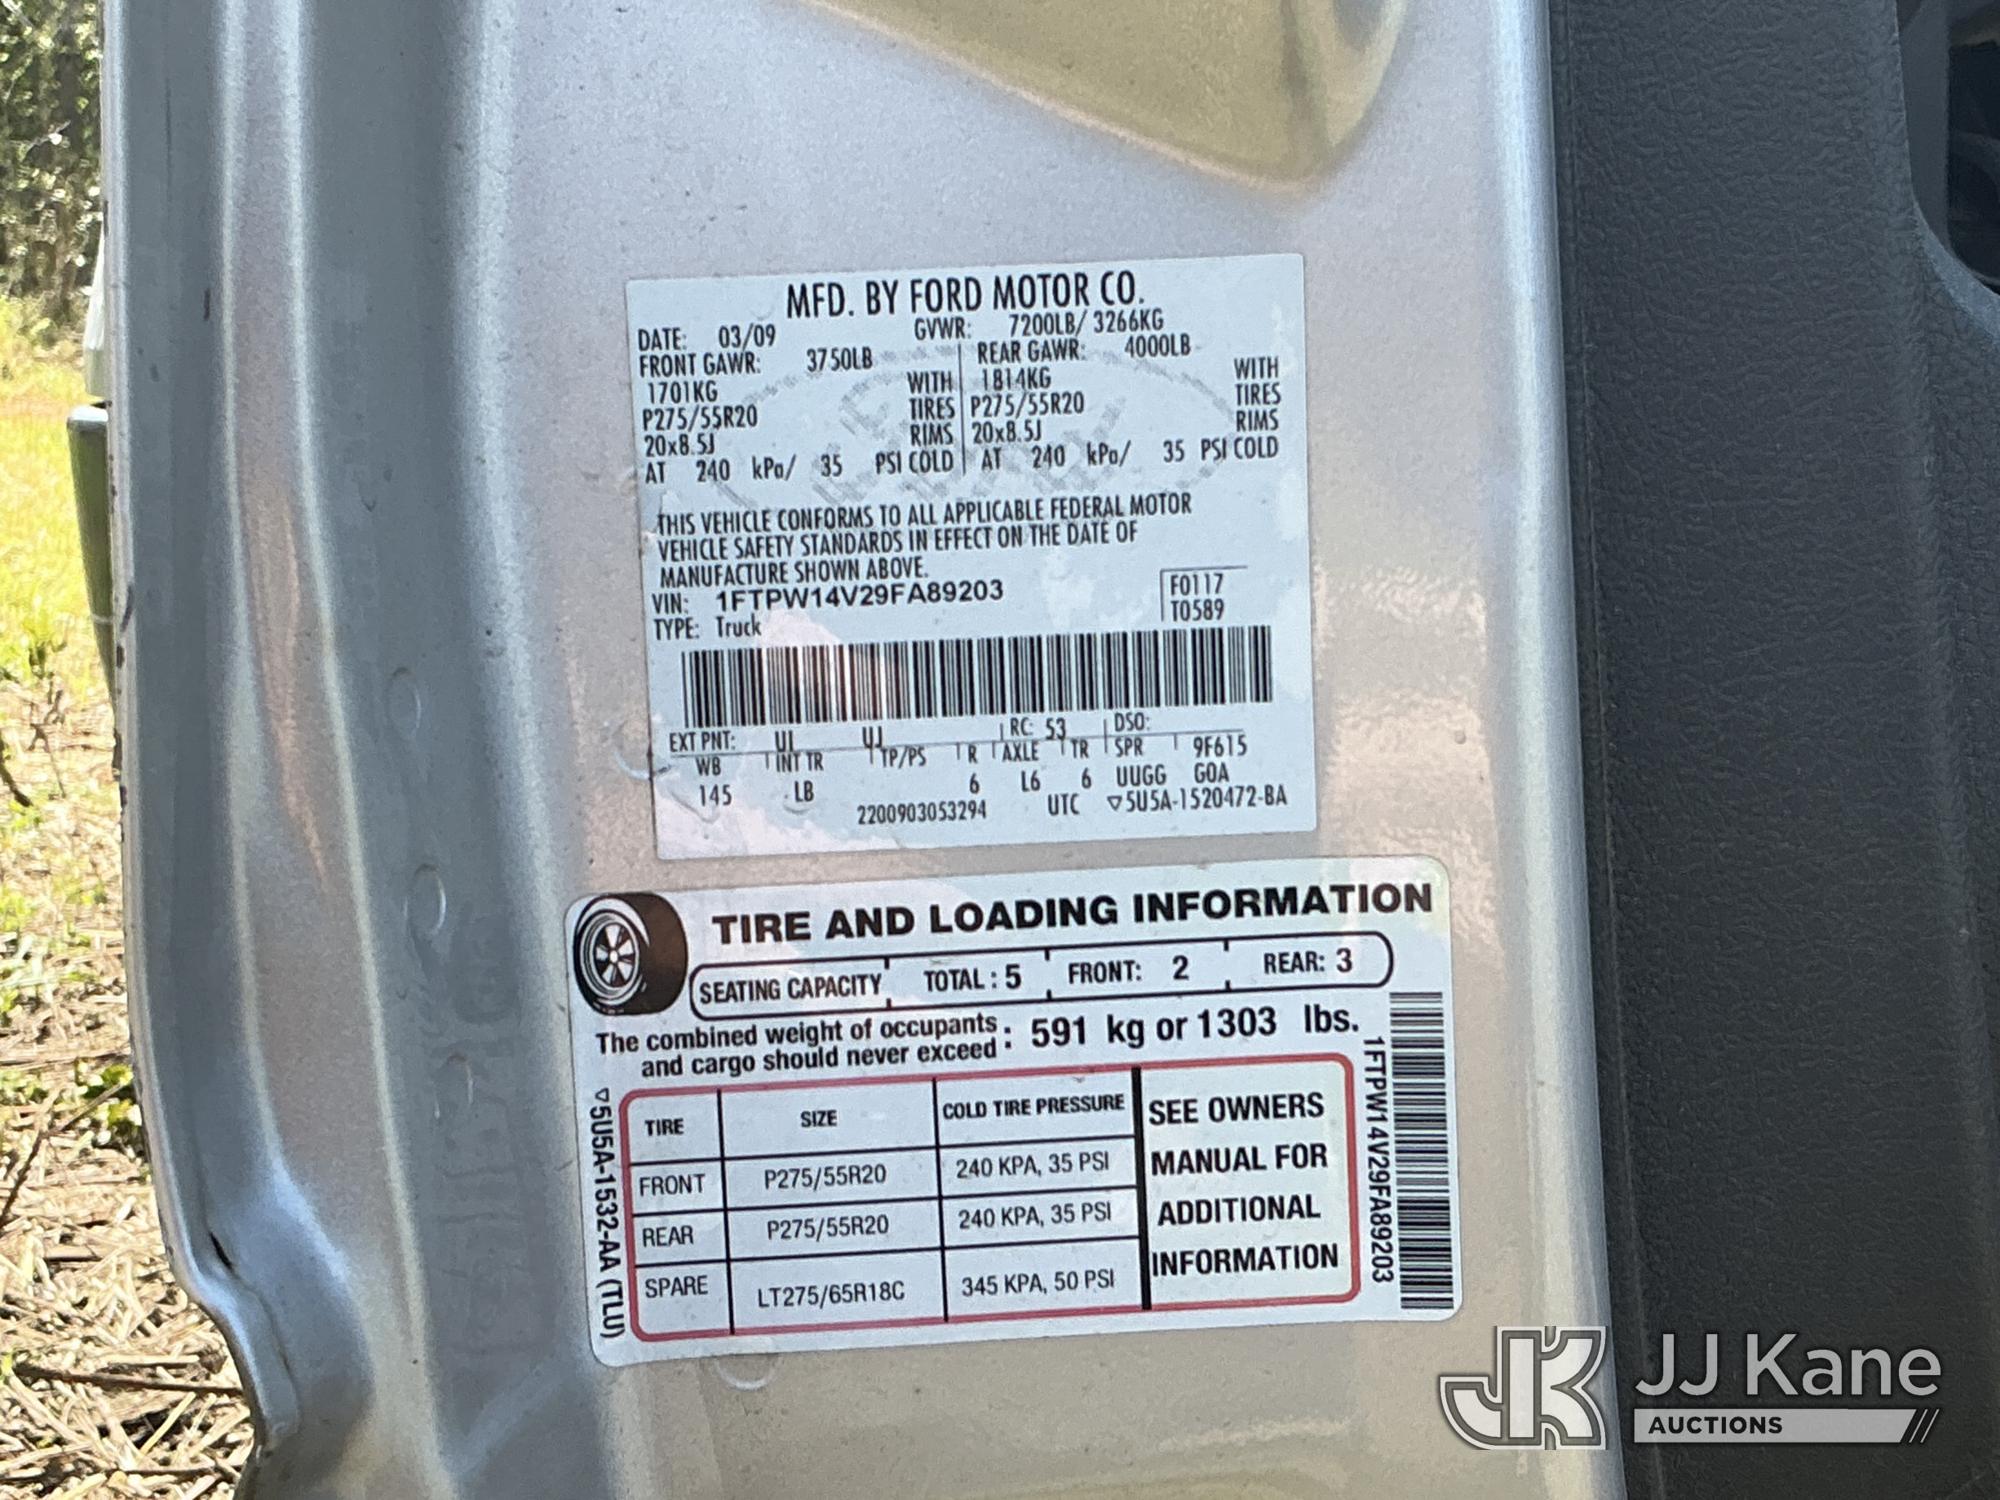 MFD. BY FORD MOTOR CO.
DATE: 03/09 GVWR: 7200LB/ 3266KG
FRONT GAWR: 3750LB REAR GAWR: 4000LB
1701KG WITH 1814KG WITH
P275/55R20 TIRES P275/55R20 TIRES
20x8.5J RIMS 20x8.5J RIMS
AT 240 kPa/ 35 PSI COLD AT 240 kPa/ 35 PSI COLD
THIS VEHICLE CONFORMS TO ALL APPLICABLE FEDERAL MOTOR
VEHICLE SAFETY STANDARDS IN EFFECT ON THE DATE OF
MANUFACTURE SHOWN ABOVE.
VIN: 1FTPW14V29FA89203 F0117
TYPE: Truck T0589
EXT PNT: UI UJ RC: 53 DSO:
WB INT TR TP/PS R AXLE TR SPR 9F615
145 LB 6 L6 6 UUGG GOA
2200903053294 UTC ▽5U5A-1520472-BA
TIRE AND LOADING INFORMATION
SEATING CAPACITY TOTAL : 5 FRONT: 2 REAR: 3
The combined weight of occupants : 591 kg or 1303 lbs.
and cargo should never exceed :
TIRE SIZE COLD TIRE PRESSURE
FRONT P275/55R20 240 KPA, 35 PSI
REAR P275/55R20 240 KPA, 35 PSI
SPARE LT275/65R18C 345 KPA, 50 PSI
SEE OWNERS
MANUAL FOR
ADDITIONAL
INFORMATION
▽5U5A-1532-AA (TLU)
1FTPW14V29FA89203
JK JJ Kane
AUCTIONS